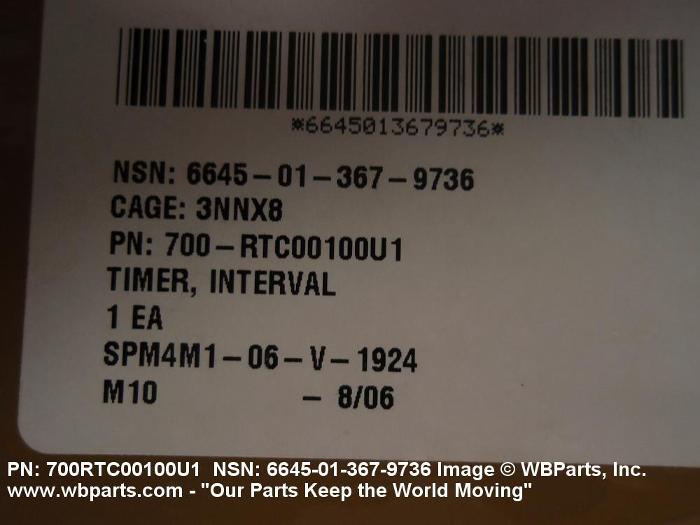 *6645013679736*
NSN: 6645-01-367-9736
CAGE: 3NNX8
PN: 700-RTC00100U1
TIMER, INTERVAL
1 EA
SPM4M1-06-V-1924
M10 - 8/06
PN: 700RTC00100U1 NSN: 6645-01-367-9736 Image © WBParts, Inc.
www.wbparts.com - "Our Parts Keep the World Moving"